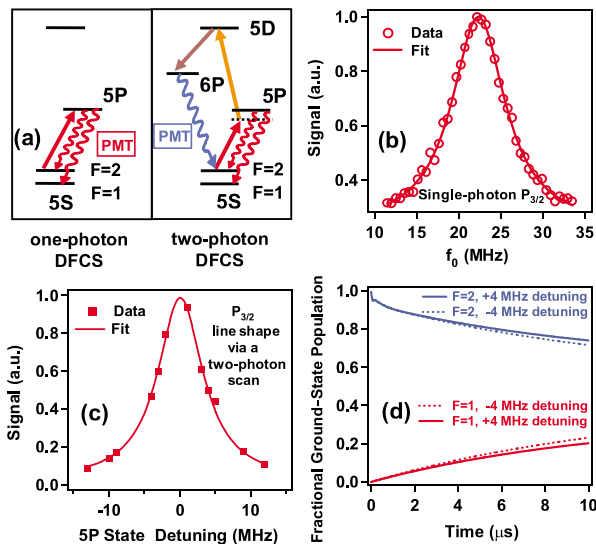 5D
6P
5P
5P
(a)
PMT
PMT
F=2
F=1
5S
F=2
F=1
5S
one-photon
DFCS
two-photon
DFCS
Signal (a.u.)
1.0
0.8
0.6
0.4
Data
Fit
(b)
Single-photon P3/2
10 15 20 25 30 35
f0 (MHz)
Signal (a.u.)
1.0
0.8
0.6
0.4
0.2
0.0
Data
Fit
P3/2
line shape
via a
two-photon
scan
(c)
-10 0 10
5P State Detuning (MHz)
Fractional Ground-State Population
1.0
0.8
0.6
0.4
0.2
0.0
F=2, +4 MHz detuning
F=2, -4 MHz detuning
(d)
F=1, -4 MHz detuning
F=1, +4 MHz detuning
0 2 4 6 8 10
Time (μs)